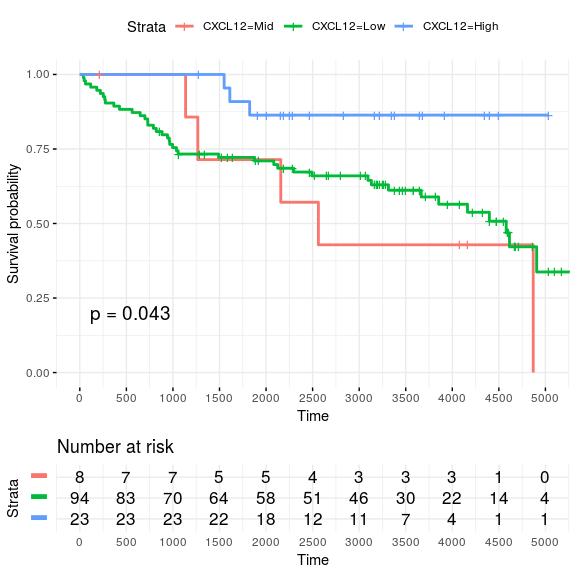 Strata CXCL12=Mid CXCL12=Low CXCL12=High
1.00
0.75
0.50
0.25
0.00
Survival probability
p = 0.043
0 500 1000 1500 2000 2500 3000 3500 4000 4500 5000
Time
Number at risk
Strata
8 7 7 5 5 4 3 3 3 1 0
94 83 70 64 58 51 46 30 22 14 4
23 23 23 22 18 12 11 7 4 1 1
0 500 1000 1500 2000 2500 3000 3500 4000 4500 5000
Time